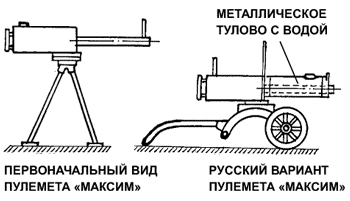 МЕТАЛЛИЧЕСКОЕ
ТУЛОВО С ВОДОЙ
ПЕРВОНАЧАЛЬНЫЙ ВИД
ПУЛЕМЕТА «МАКСИМ»
РУССКИЙ ВАРИАНТ
ПУЛЕМЕТА «МАКСИМ»